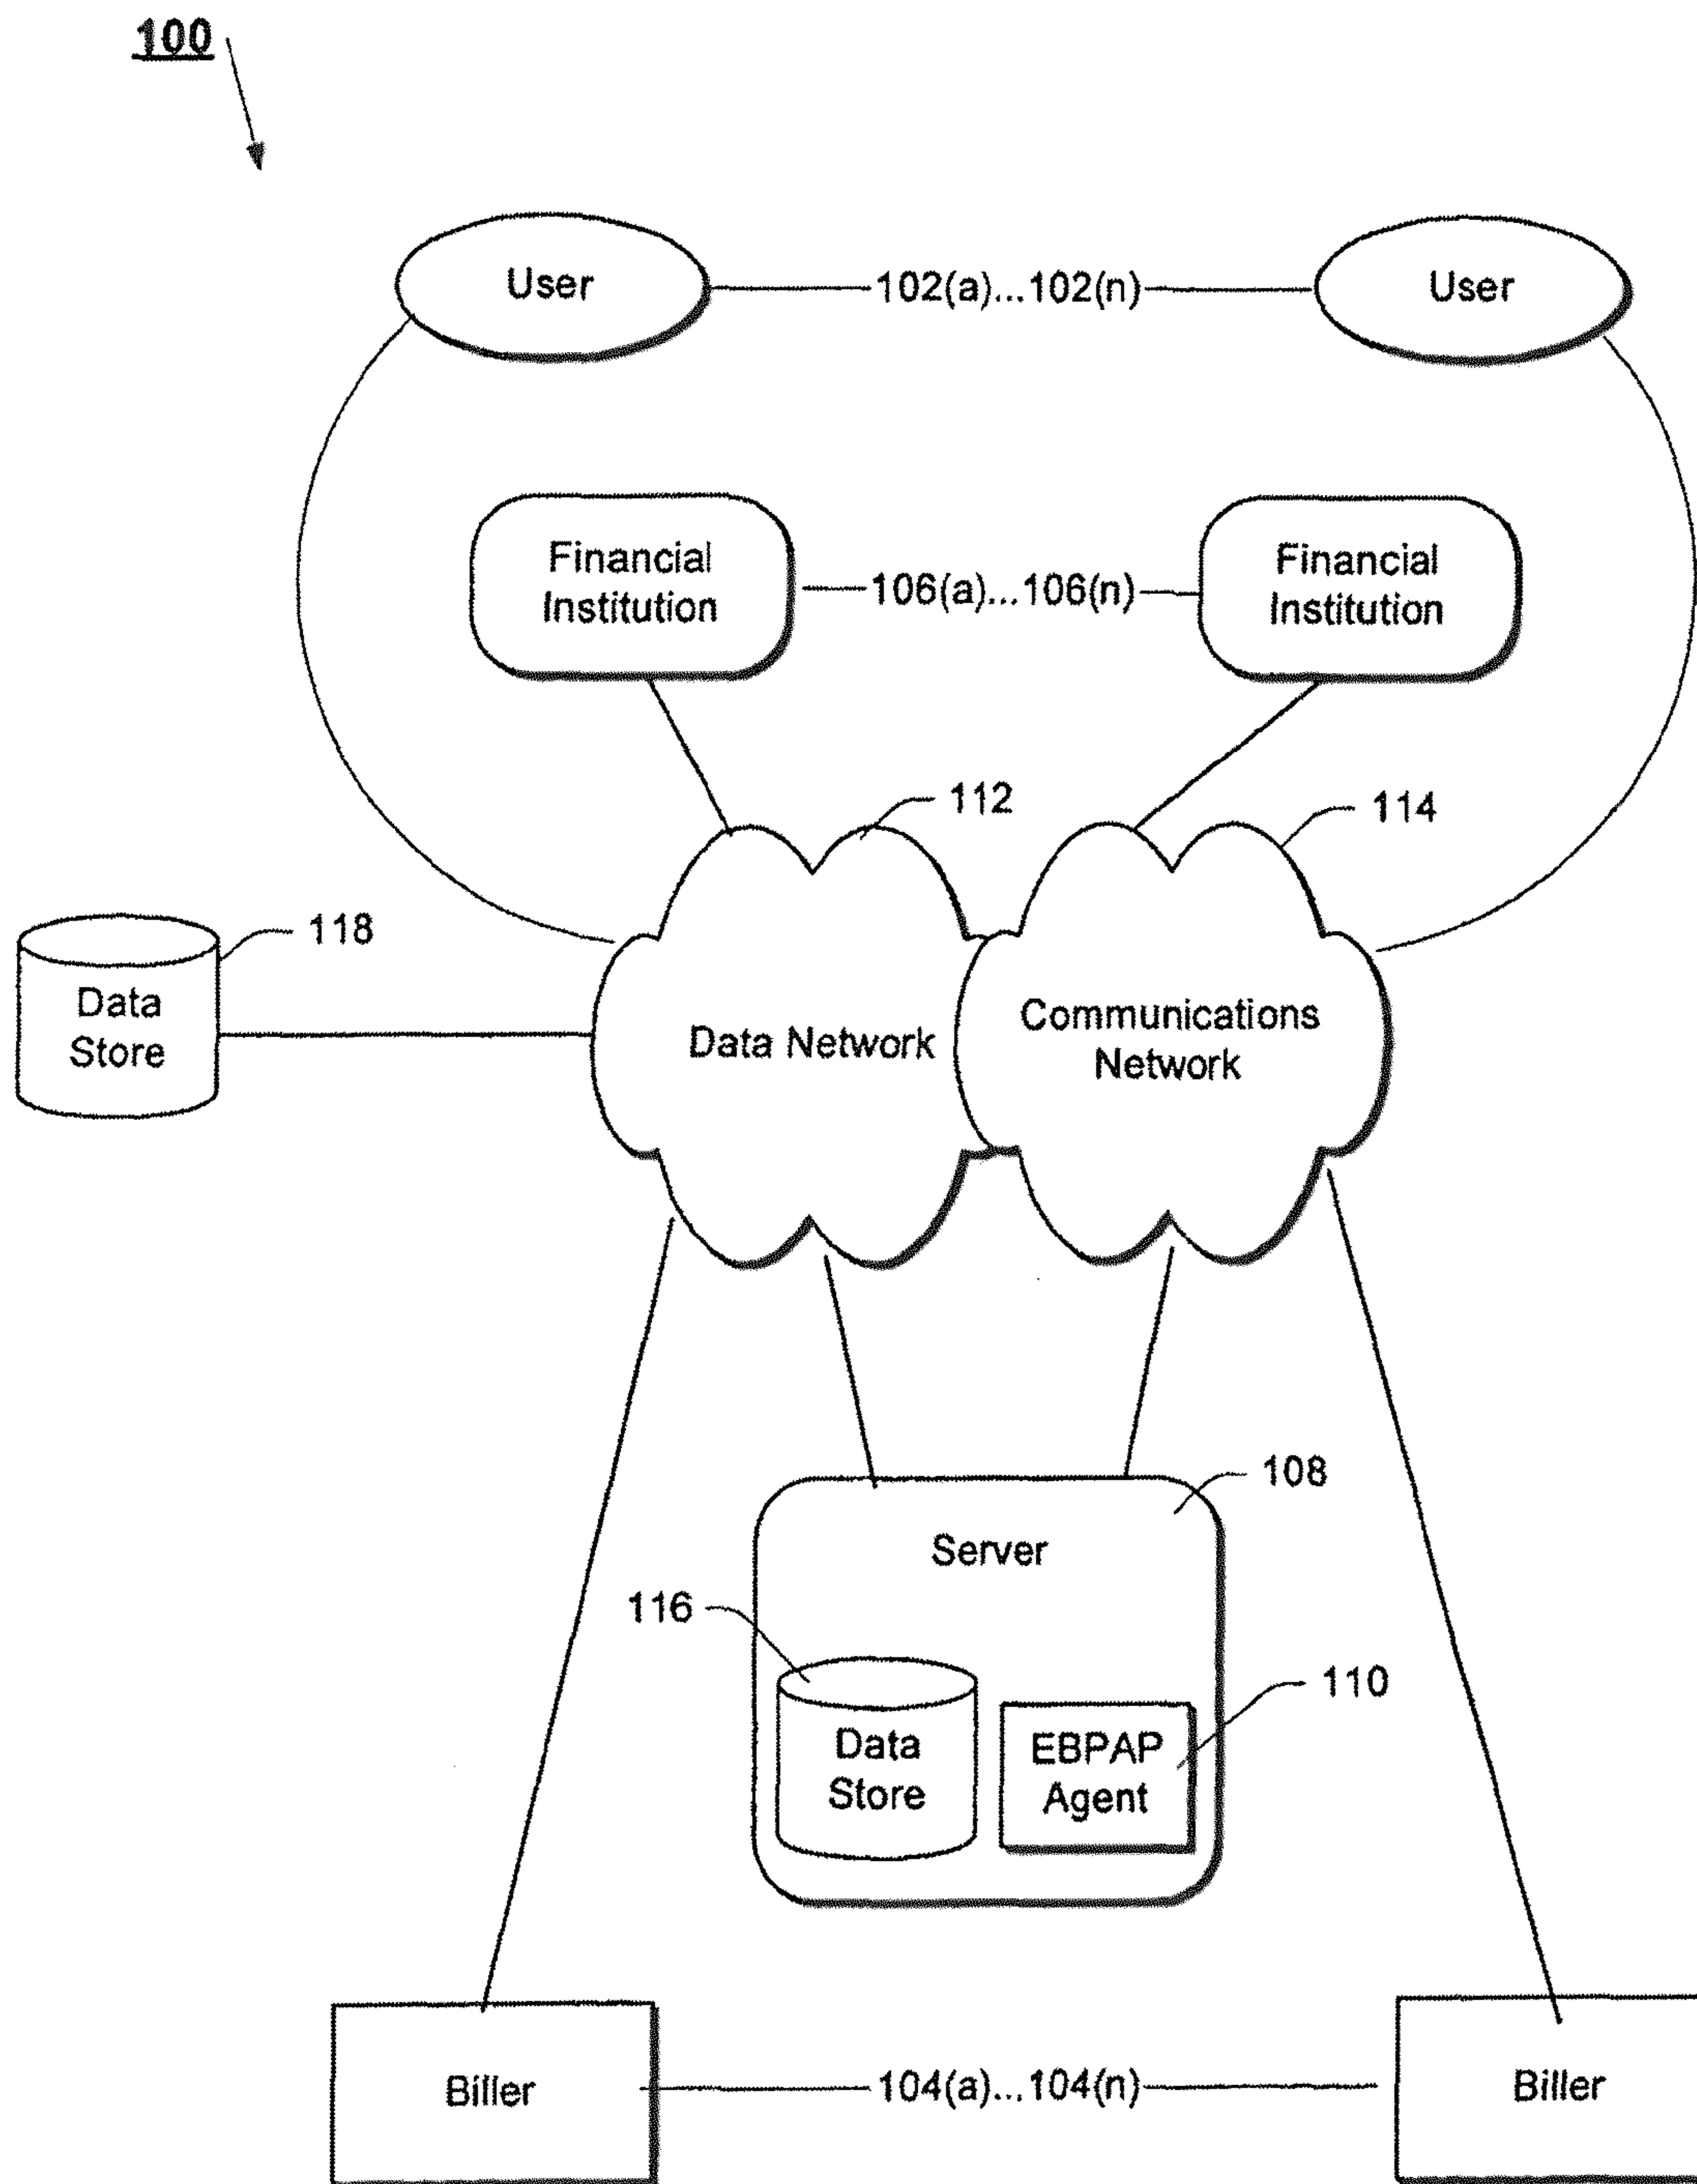 100
User
102(a)...102(n)
User
Financial
Institution
106(a)...106(n)
Financial
Institution
112
114
118
Data
Store
Data Network
Communications
Network
108
Server
116
110
Data
Store
EBPAP
Agent
Biller
104(a)...104(n)
Biller